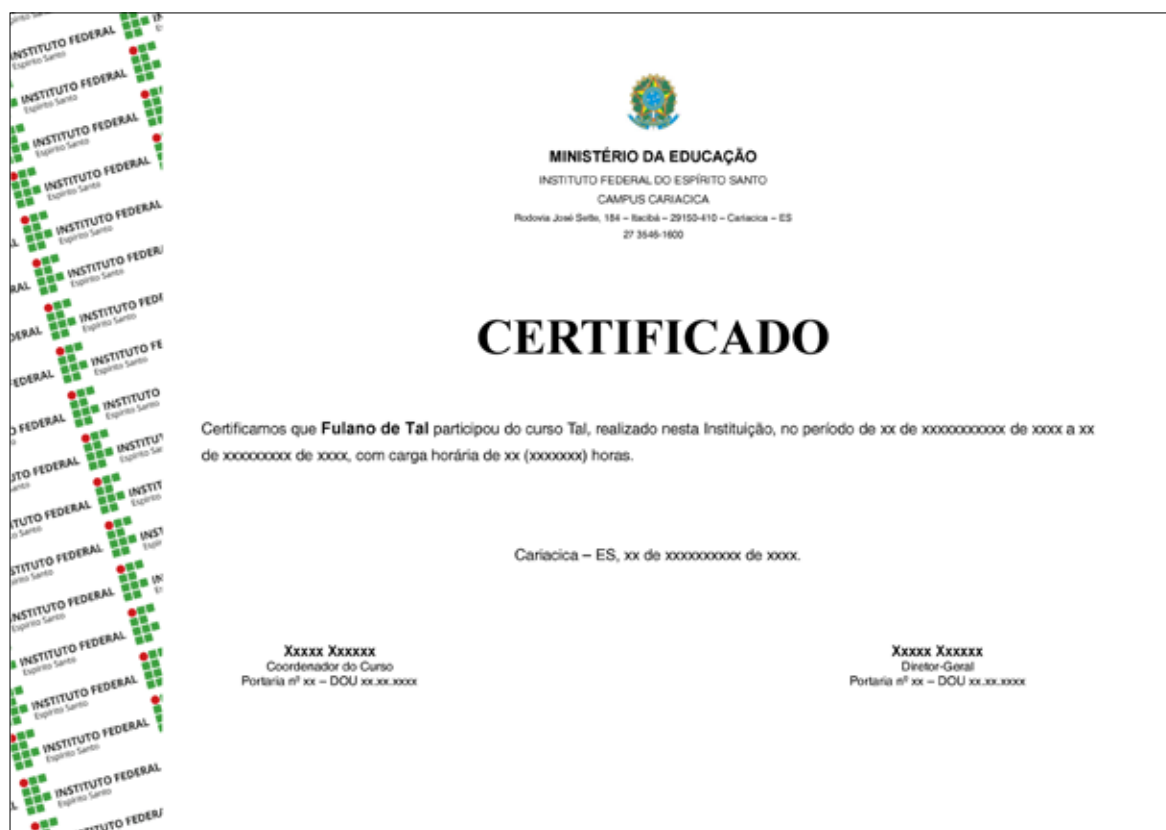 INSTITUTO FEDERAL
Espírito Santo
MINISTÉRIO DA EDUCAÇÃO
INSTITUTO FEDERAL DO ESPÍRITO SANTO
CAMPUS CARIACICA
Rodovia José Sette, 184 – Itacibá – 29150-410 – Cariacica – ES
27 3546-1600
CERTIFICADO
Certificamos que Fulano de Tal participou do curso Tal, realizado nesta Instituição, no período de xx de xxxxxxxxxxx de xxxx a xx
de xxxxxxxxx de xxxx, com carga horária de xx (xxxxxxx) horas.
Cariacica – ES, xx de xxxxxxxxxx de xxxx.
Xxxxx Xxxxxx
Coordenador do Curso
Portaria nº xx – DOU xx.xx.xxxx
Xxxxx Xxxxxx
Diretor-Geral
Portaria nº xx – DOU xx.xx.xxxx